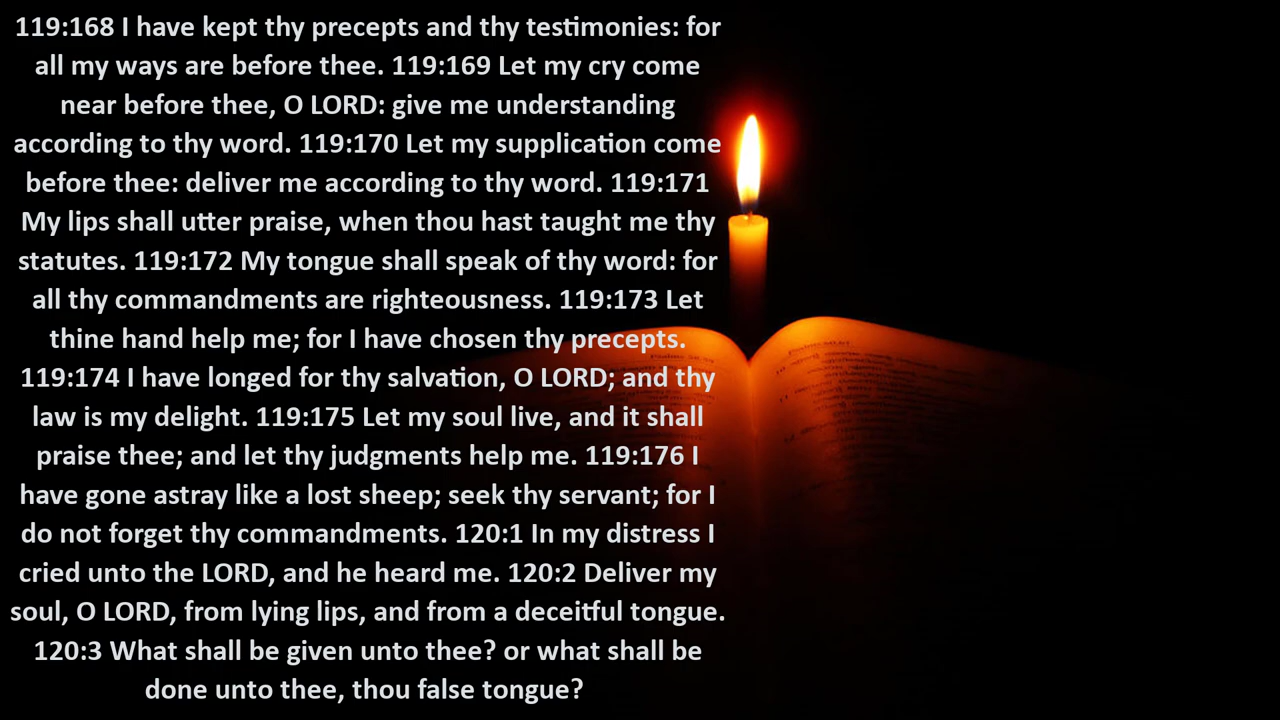 119:168 I have kept thy precepts and thy testimonies: for
all my ways are before thee. 119:169 Let my cry come
near before thee, O LORD: give me understanding
according to thy word. 119:170 Let my supplication come
before thee: deliver me according to thy word. 119:171
My lips shall utter praise, when thou hast taught me thy
statutes. 119:172 My tongue shall speak of thy word: for
all thy commandments are righteousness. 119:173 Let
thine hand help me; for I have chosen thy precepts.
119:174 I have longed for thy salvation, O LORD; and thy
law is my delight. 119:175 Let my soul live, and it shall
praise thee; and let thy judgments help me. 119:176 I
have gone astray like a lost sheep; seek thy servant; for I
do not forget thy commandments. 120:1 In my distress I
cried unto the LORD, and he heard me. 120:2 Deliver my
soul, O LORD, from lying lips, and from a deceitful tongue.
120:3 What shall be given unto thee? or what shall be
done unto thee, thou false tongue?